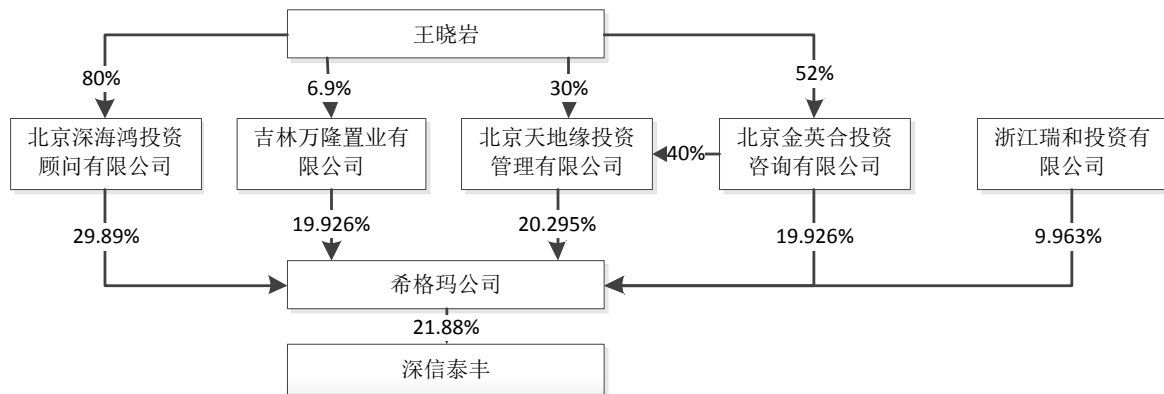 王晓岩
80%
6.9%
30%
52%
北京深海鸿投资
顾问有限公司
吉林万隆置业有
限公司
北京天地缘投资
管理有限公司
40%
北京金英合投资
咨询有限公司
浙江瑞和投资有
限公司
29.89%
19.926%
20.295%
19.926%
9.963%
希格玛公司
21.88%
深信泰丰